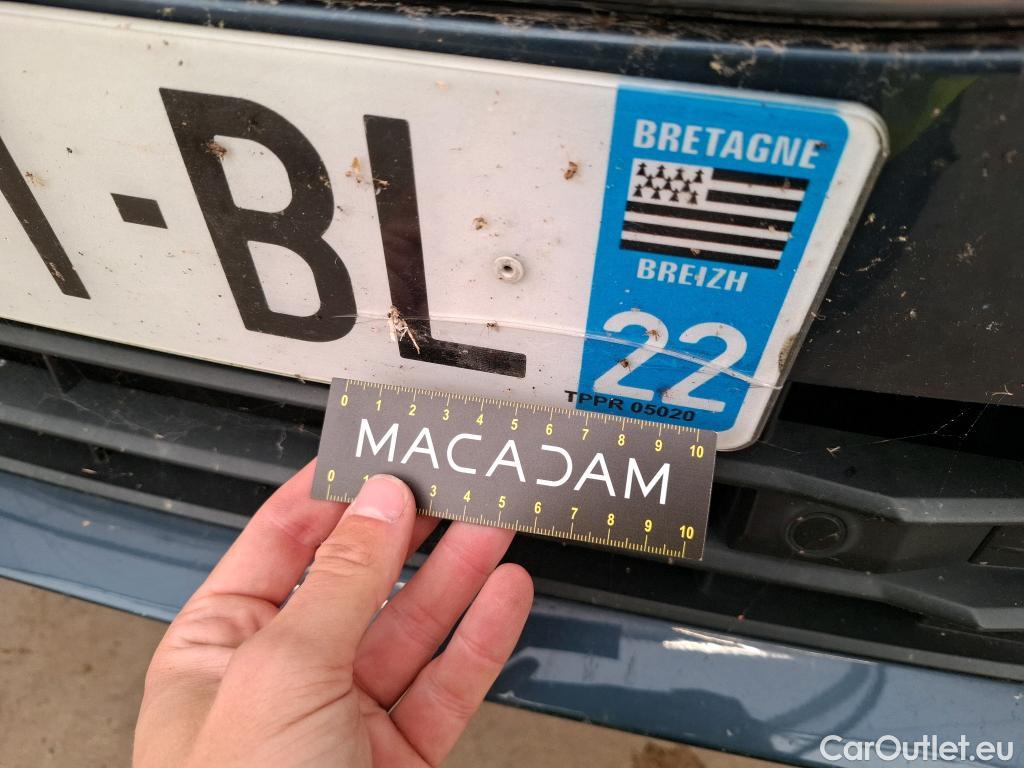 -BL
BRETAGNE
BREIZH
22
TPPR 05020
0 1 2 3 4 5 6 7 8 9 10
MACADAM
0 1 3 4 5 6 7 8 9 10
CarOutlet.eu